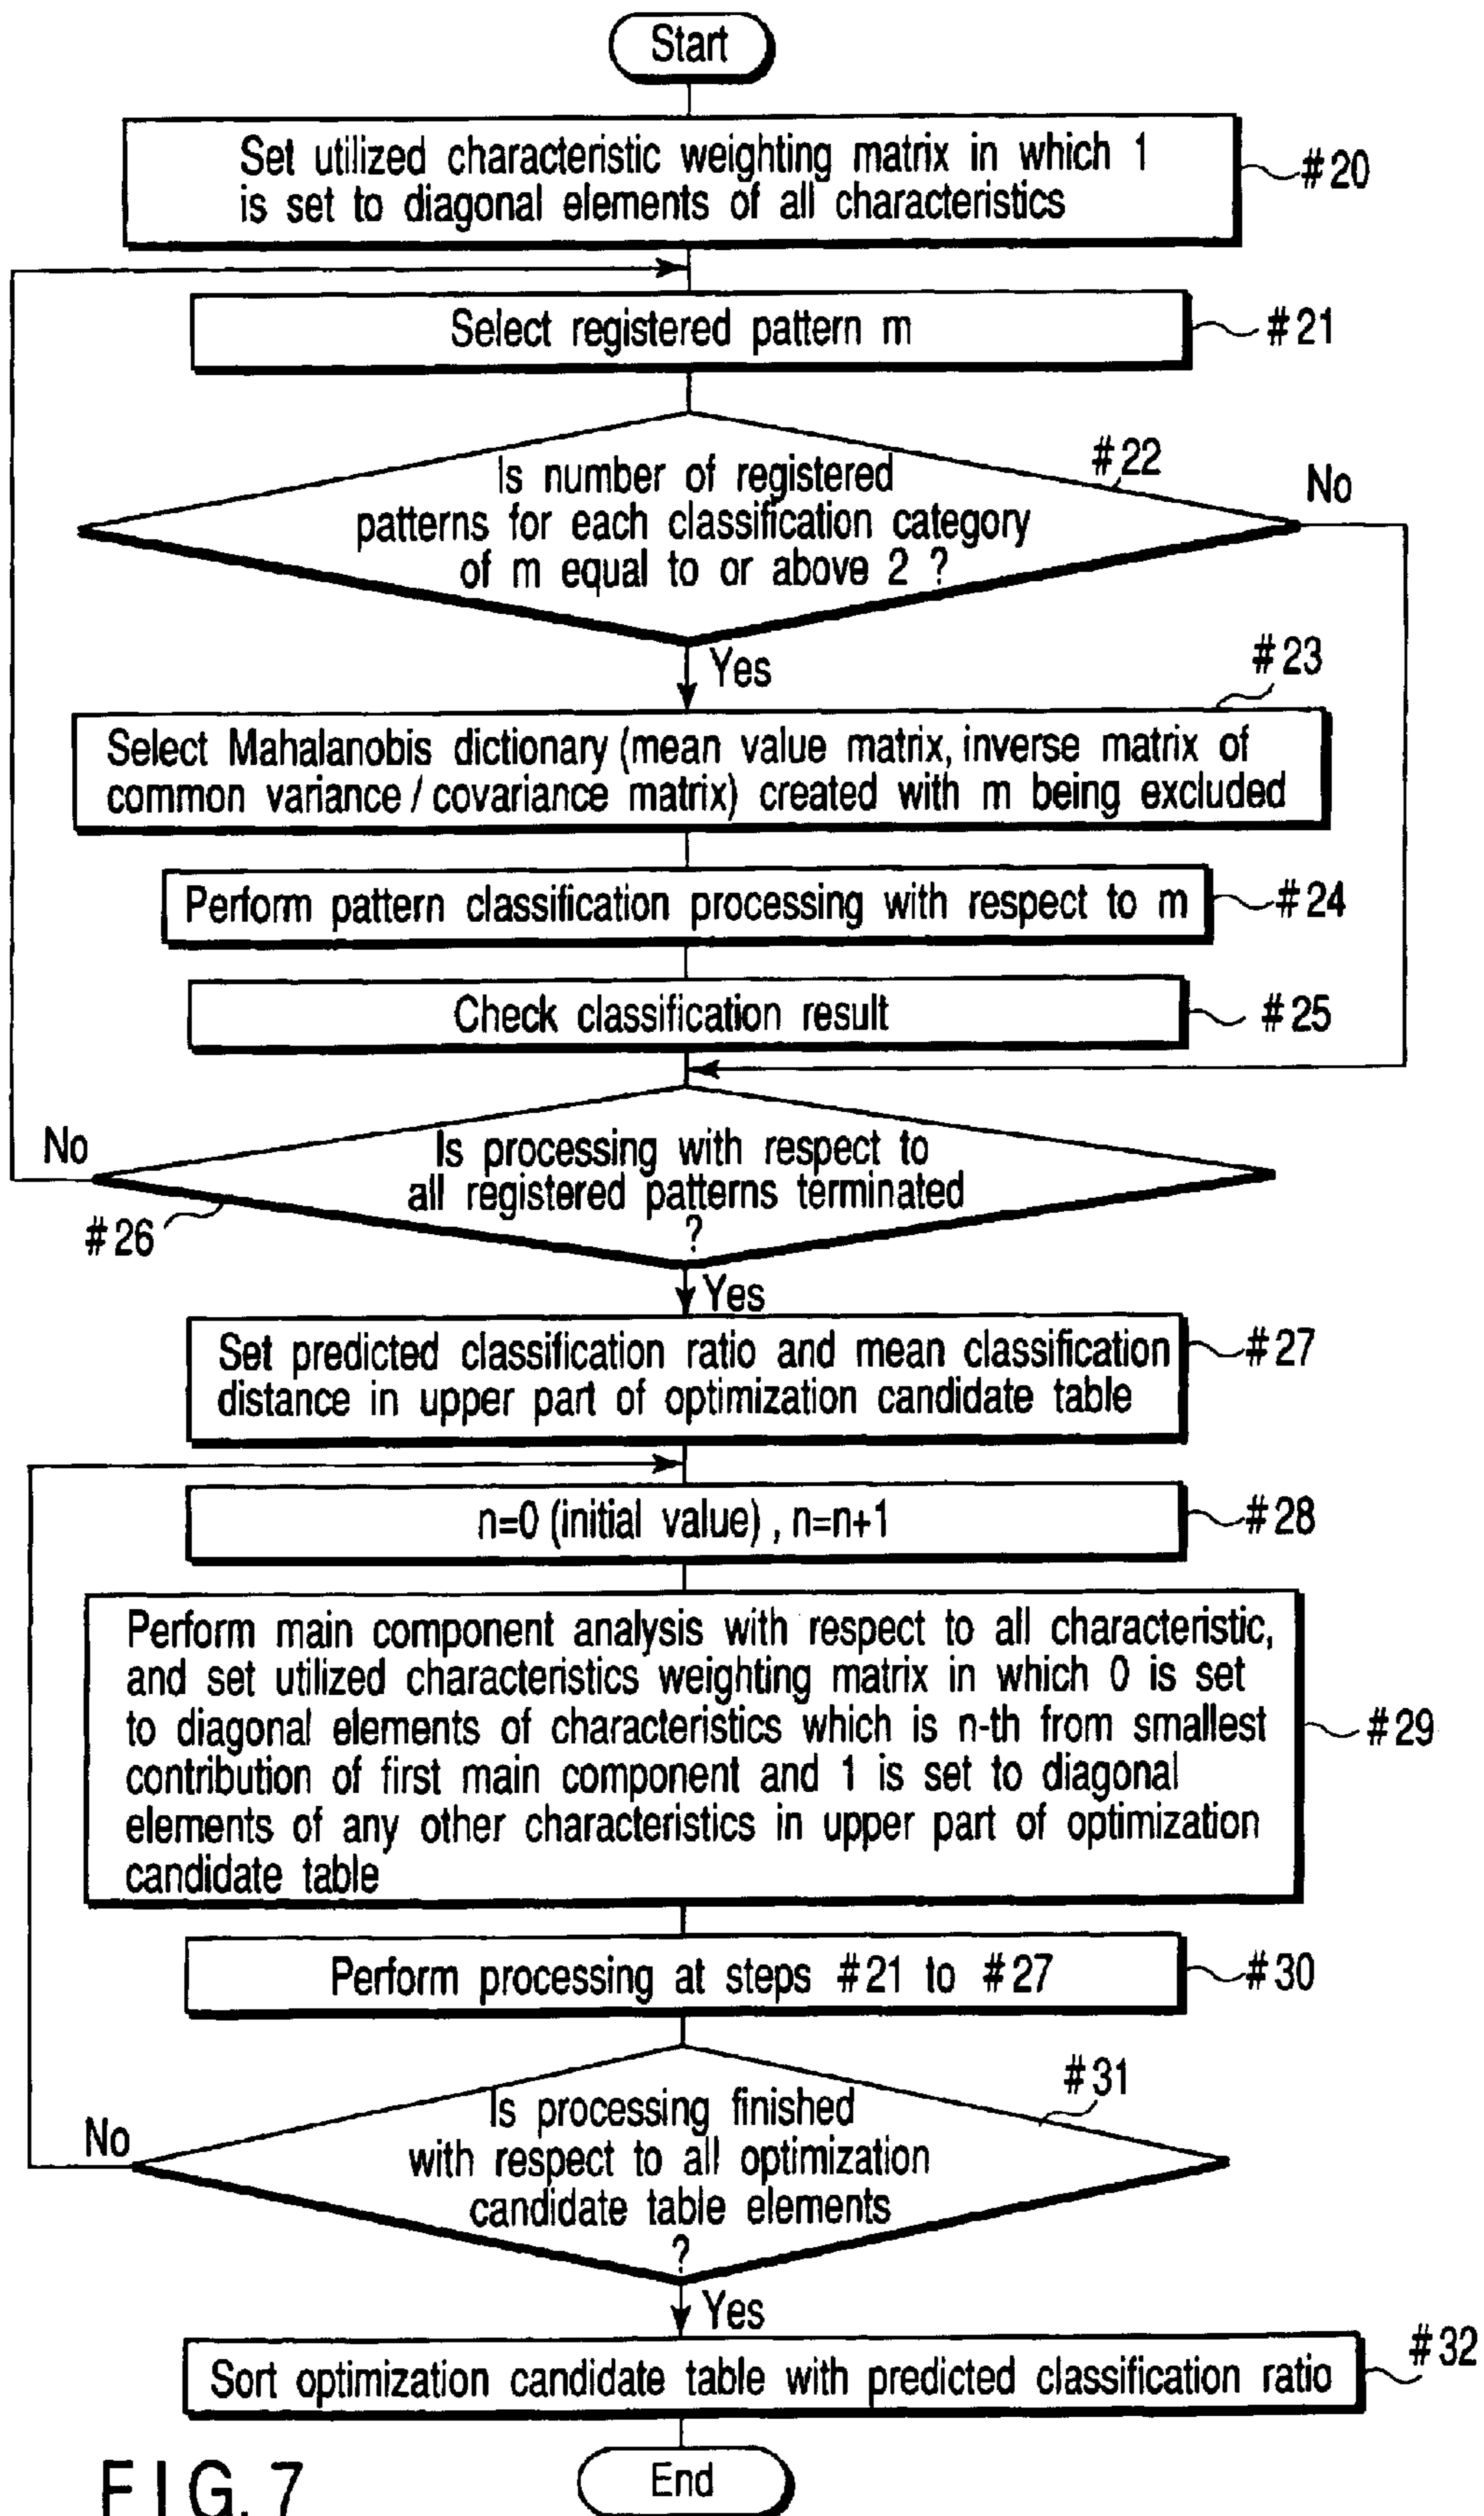 Start
Set utilized characteristic weighting matrix in which 1
is set to diagonal elements of all characteristics
#20
Select registered pattern m
#21
Is number of registered
patterns for each classification category
of m equal to or above 2 ?
#22
No
Yes
#23
Select Mahalanobis dictionary (mean value matrix, inverse matrix of
common variance / covariance matrix) created with m being excluded
Perform pattern classification processing with respect to m
#24
Check classification result
#25
No
Is processing with respect to
all registered patterns terminated
?
#26
Yes
Set predicted classification ratio and mean classification
distance in upper part of optimization candidate table
#27
n=0 (initial value) , n=n+1
#28
Perform main component analysis with respect to all characteristic,
and set utilized characteristics weighting matrix in which 0 is set
to diagonal elements of characteristics which is n-th from smallest
contribution of first main component and 1 is set to diagonal
elements of any other characteristics in upper part of optimization
candidate table
#29
Perform processing at steps #21 to #27
#30
#31
No
Is processing finished
with respect to all optimization
candidate table elements
?
Yes
Sort optimization candidate table with predicted classification ratio
#32
End
FIG. 7